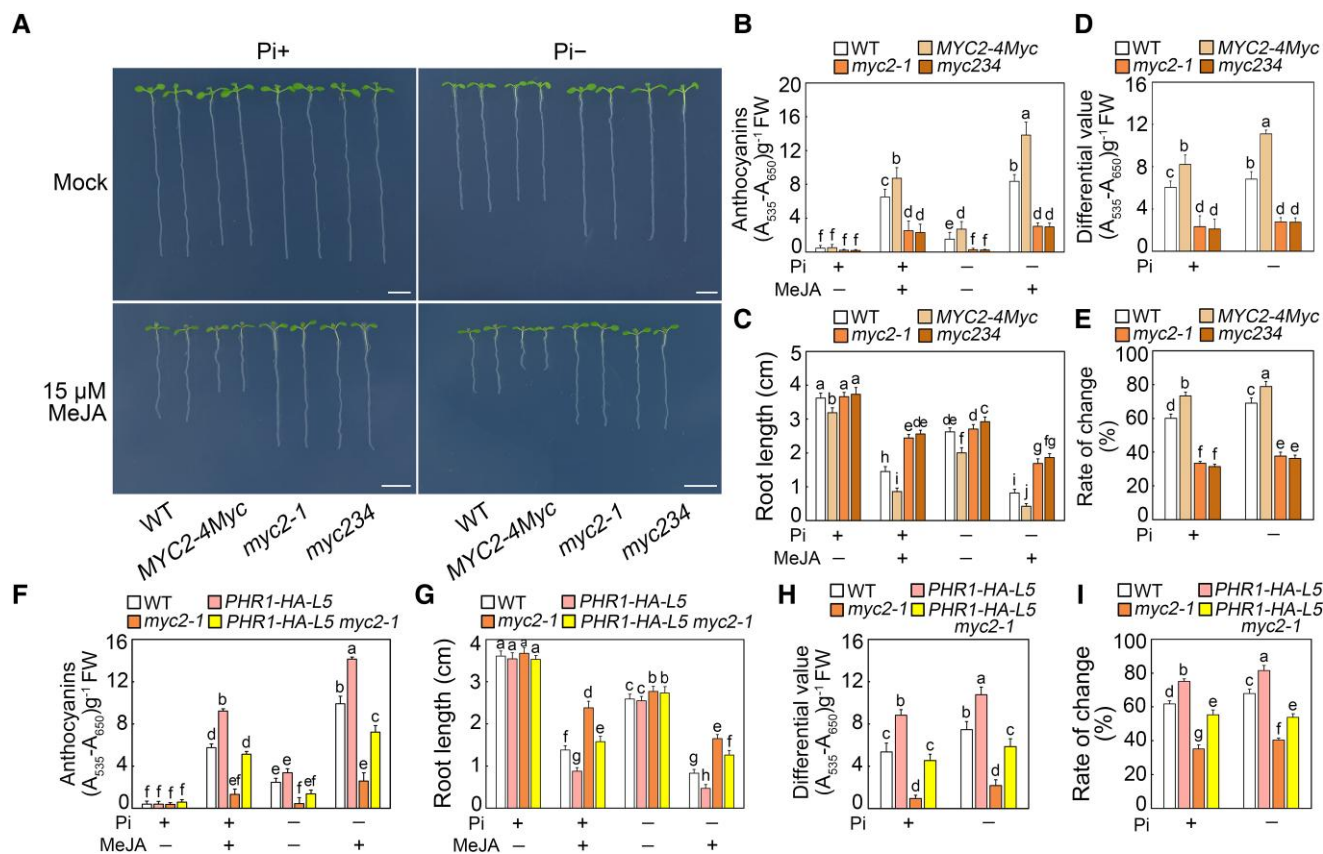 A
Pi+ Pi−
Mock
15 μM
MeJA
WT MYC2-4Myc myc2-1 myc234 WT MYC2-4Myc myc2-1 myc234
B
WT MYC2-4Myc
myc2-1 myc234
Anthocyanins
(A535-A650)g-1 FW
20
16
12
8
4
0
f f f f c b d d e d f f b a d d
Pi + + − −
MeJA − + − +
D
WT MYC2-4Myc
myc2-1 myc234
Differential value
(A535-A650)g-1 FW
16
12
8
4
0
c b d d b a d d
Pi + −
C
WT MYC2-4Myc
myc2-1 myc234
Root length (cm)
5
4
3
2
1
0
a b a a h i e de de f d c i j g fg
Pi + + − −
MeJA − + − +
E
WT MYC2-4Myc
myc2-1 myc234
Rate of change
(%)
100
80
60
40
20
0
d b f f c a e e
Pi + −
F
WT PHR1-HA-L5
myc2-1 PHR1-HA-L5 myc2-1
Anthocyanins
(A535-A650)g-1 FW
16
12
8
4
0
f f f f d b ef d e e f ef b a e c
Pi + + − −
MeJA − + − +
G
WT PHR1-HA-L5
myc2-1 PHR1-HA-L5 myc2-1
Root length (cm)
4
3
2
1
0
a a a a f g d e c c b b g h e f
Pi + + − −
MeJA − + − +
H
WT PHR1-HA-L5
myc2-1 PHR1-HA-L5
myc2-1
Differential value
(A535-A650)g-1 FW
16
12
8
4
0
c b d c b a d c
Pi + −
I
WT PHR1-HA-L5
myc2-1 PHR1-HA-L5
myc2-1
Rate of change
(%)
100
80
60
40
20
0
d b g e c a f e
Pi + −